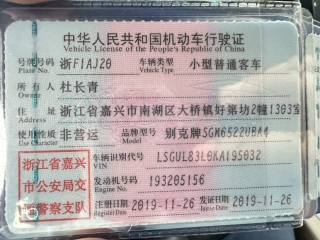 中华人民共和国机动车行驶证
Vehicle License of the People's Republic of China
号牌号码 浙F1AJ20 车辆类型 小型普通客车
Plate No. Vehicle Type
所有人 杜长青
Owner
住址 浙江省嘉兴市南湖区大桥镇好第坊2幢1303室
Address
使用性质 非营运 品牌型号 别克牌SGM6522UBA4
Use Character Model
浙江省嘉兴市公安局交通警察支队
车辆识别代号 LSGUL83L0KA195032
VIN
发动机号码 193205156
Engine No.
注册日期 2019-11-26 发证日期 2019-11-26
Register Date Issue Date